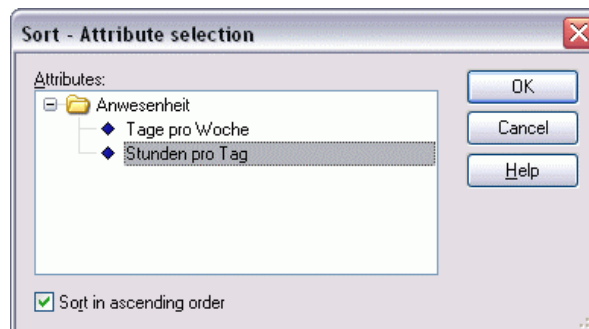 Sort - Attribute selection
Attributes:
Anwesenheit
Tage pro Woche
Stunden pro Tag
OK
Cancel
Help
Sort in ascending order